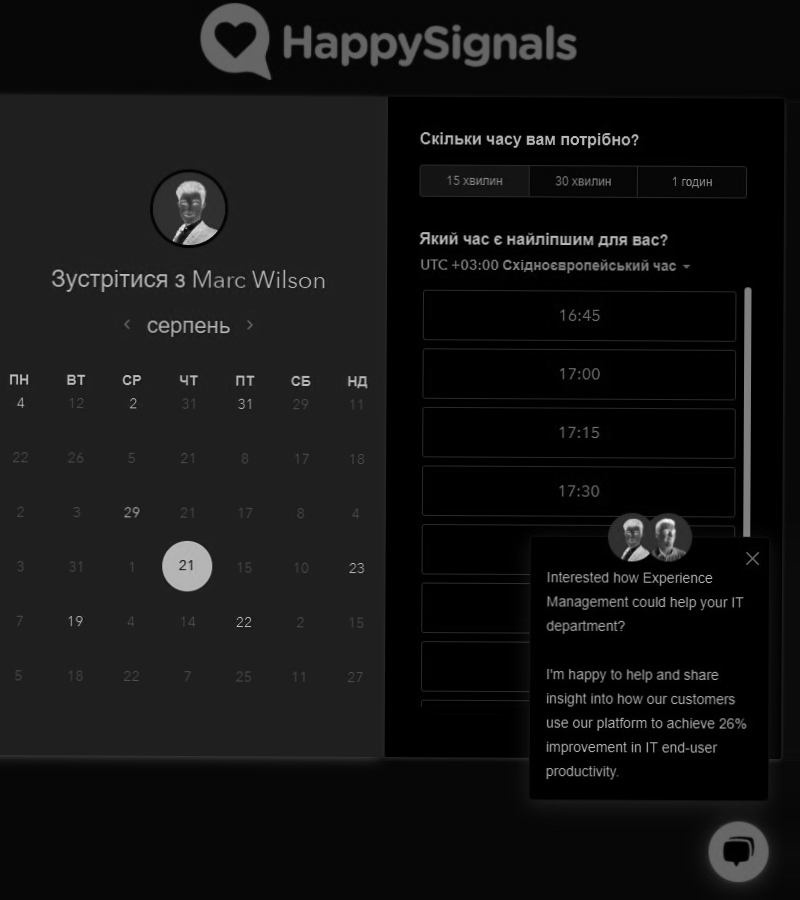 HappySignals
Зустрітися з Marc Wilson
серпень
ПН ВТ СР ЧТ ПТ СБ НД
4 12 2 31 31 29 11
22 26 5 21 8 17 18
2 3 29 21 17 8 4
3 31 1 21 15 10 23
7 19 4 14 22 2 15
5 18 22 7 25 11 27
Скільки часу вам потрібно?
15 хвилин 30 хвилин 1 годин
Який час є найліпшим для вас?
UTC +03:00 Східноєвропейський час
16:45
17:00
17:15
17:30
Interested how Experience
Management could help your IT
department?
I'm happy to help and share
insight into how our customers
use our platform to achieve 26%
improvement in IT end-user
productivity.